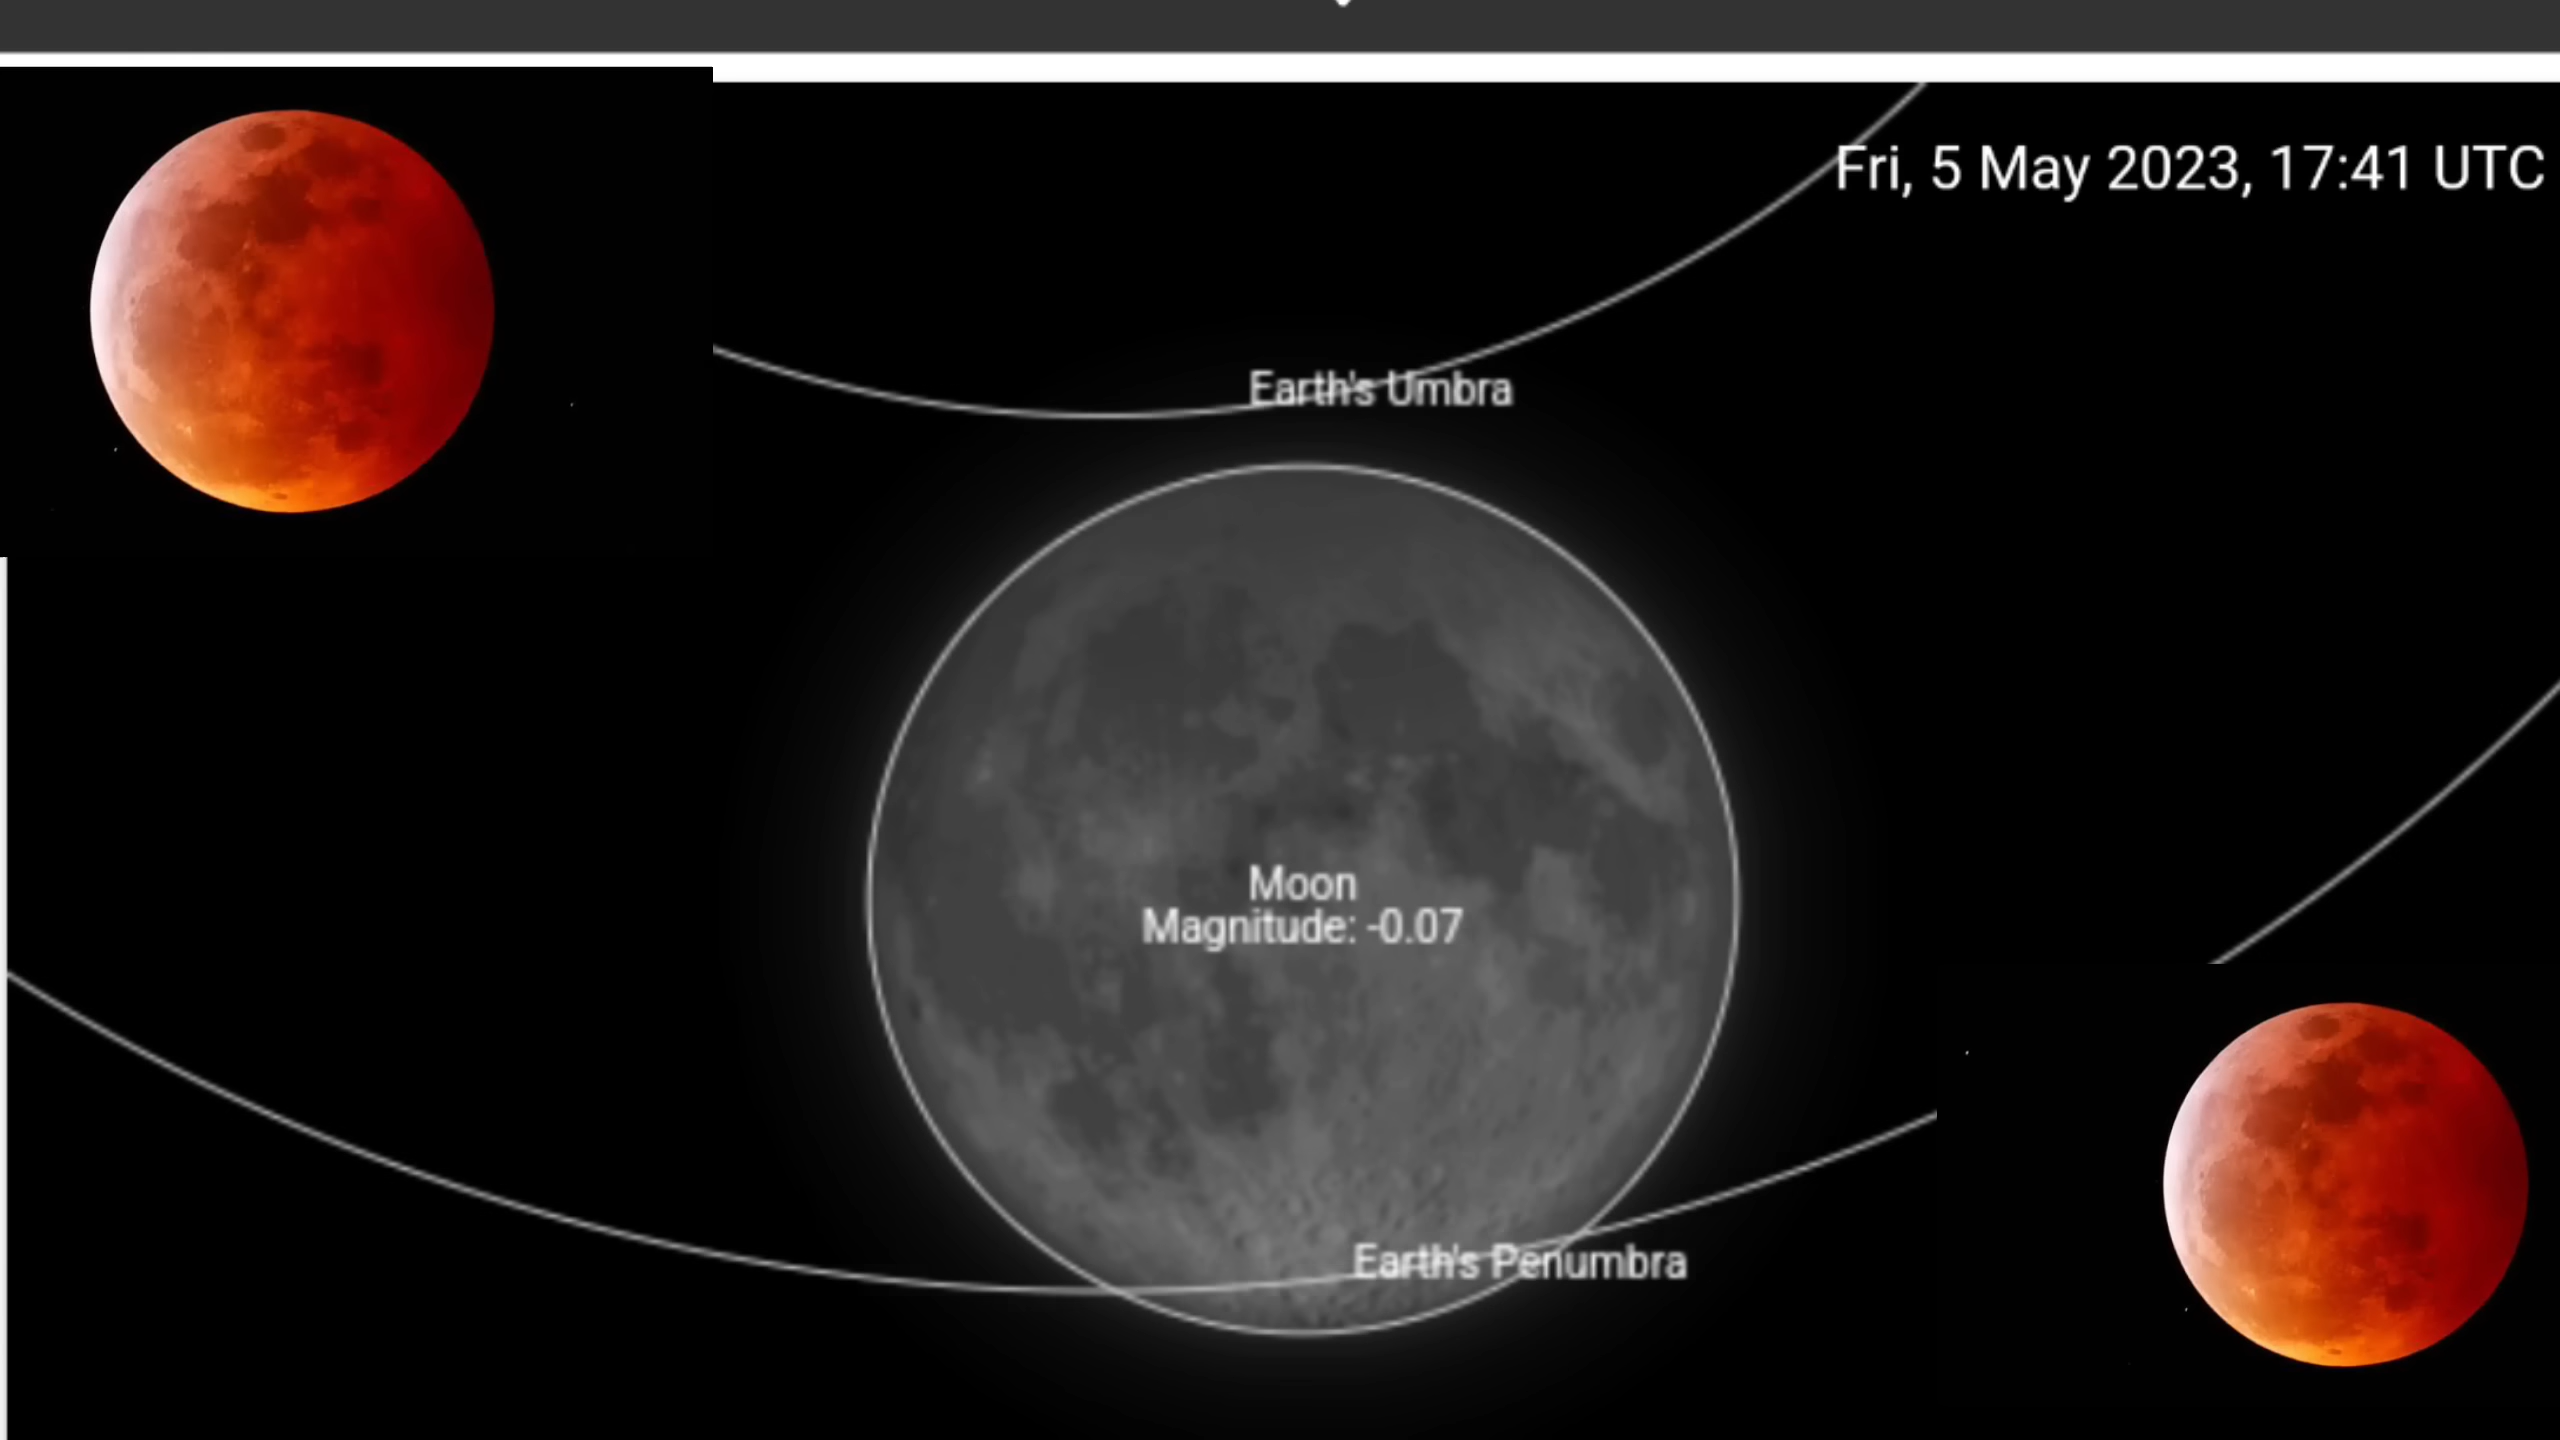 Fri, 5 May 2023, 17:41 UTC
Earth's Umbra
Moon
Magnitude: -0.07
Earth's Penumbra